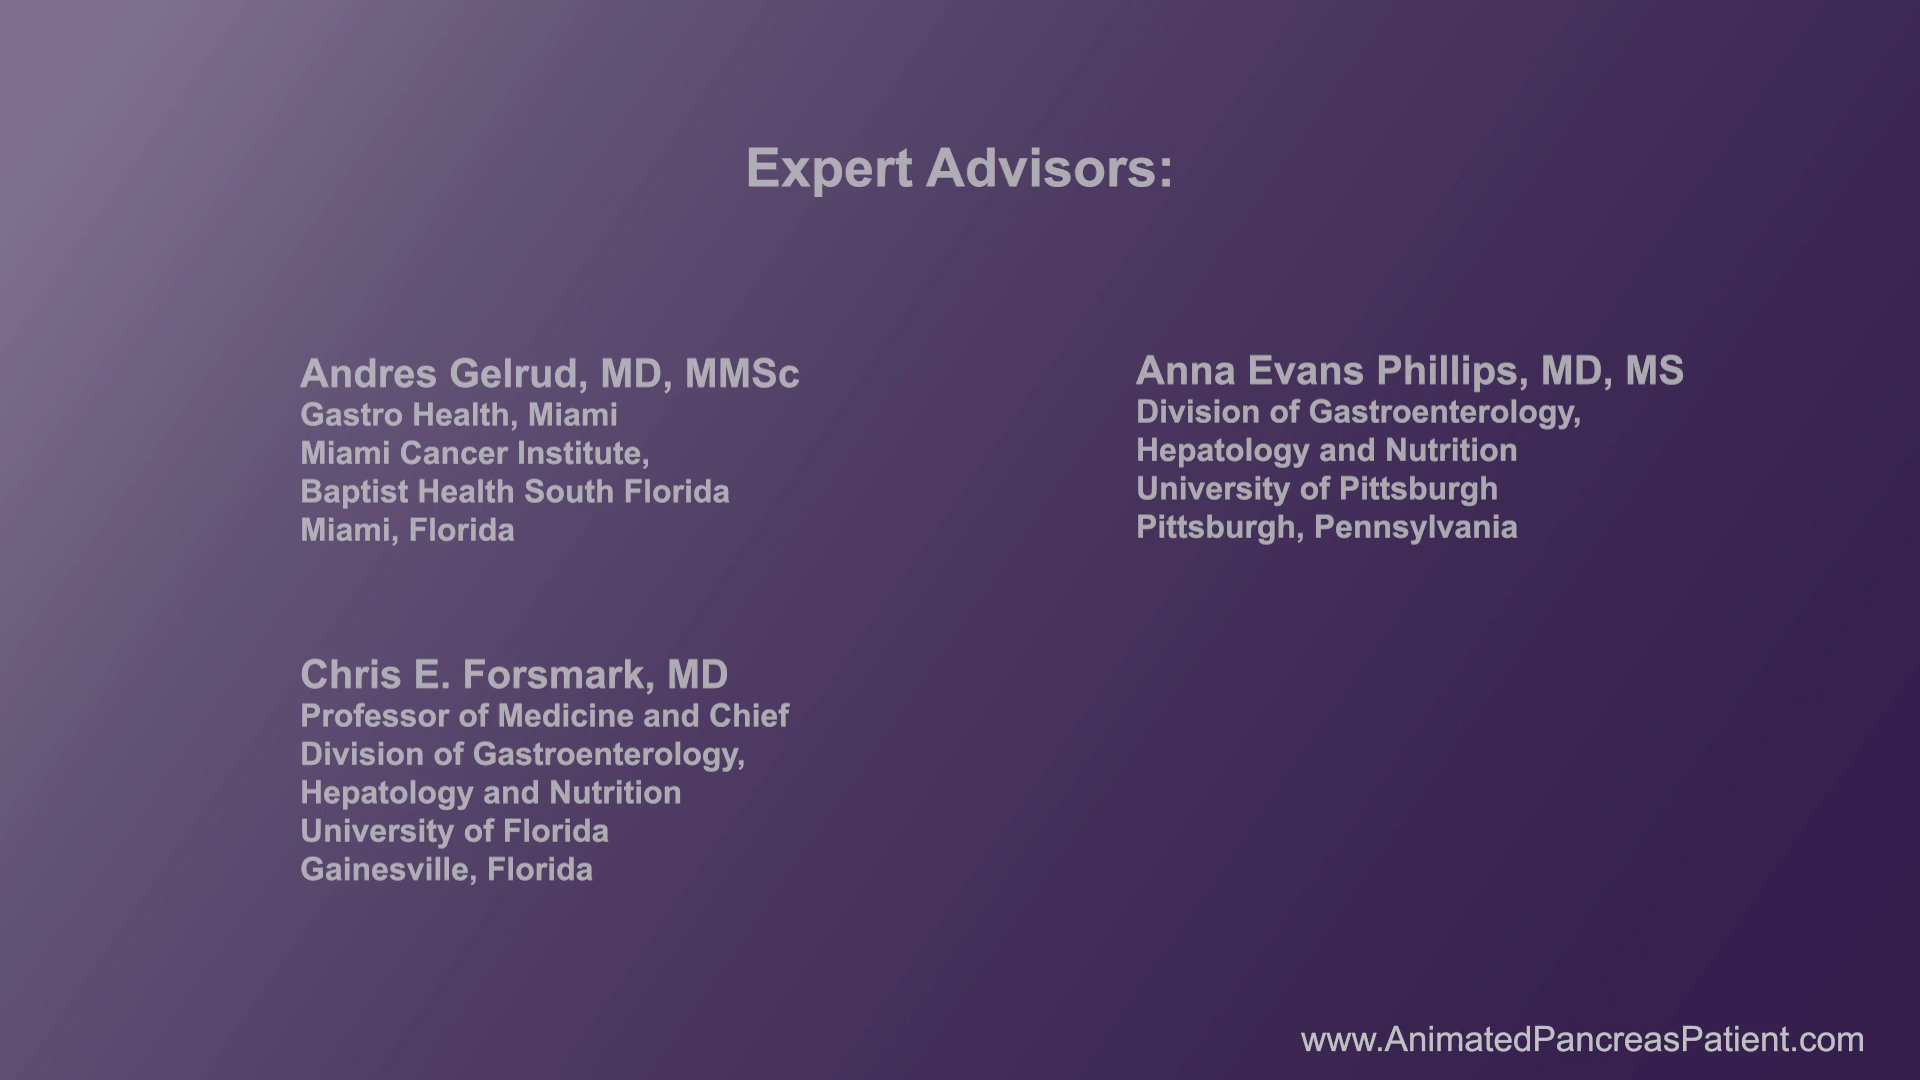 Expert Advisors:
Andres Gelrud, MD, MMSc
Gastro Health, Miami
Miami Cancer Institute,
Baptist Health South Florida
Miami, Florida
Anna Evans Phillips, MD, MS
Division of Gastroenterology,
Hepatology and Nutrition
University of Pittsburgh
Pittsburgh, Pennsylvania
Chris E. Forsmark, MD
Professor of Medicine and Chief
Division of Gastroenterology,
Hepatology and Nutrition
University of Florida
Gainesville, Florida
www.AnimatedPancreasPatient.com